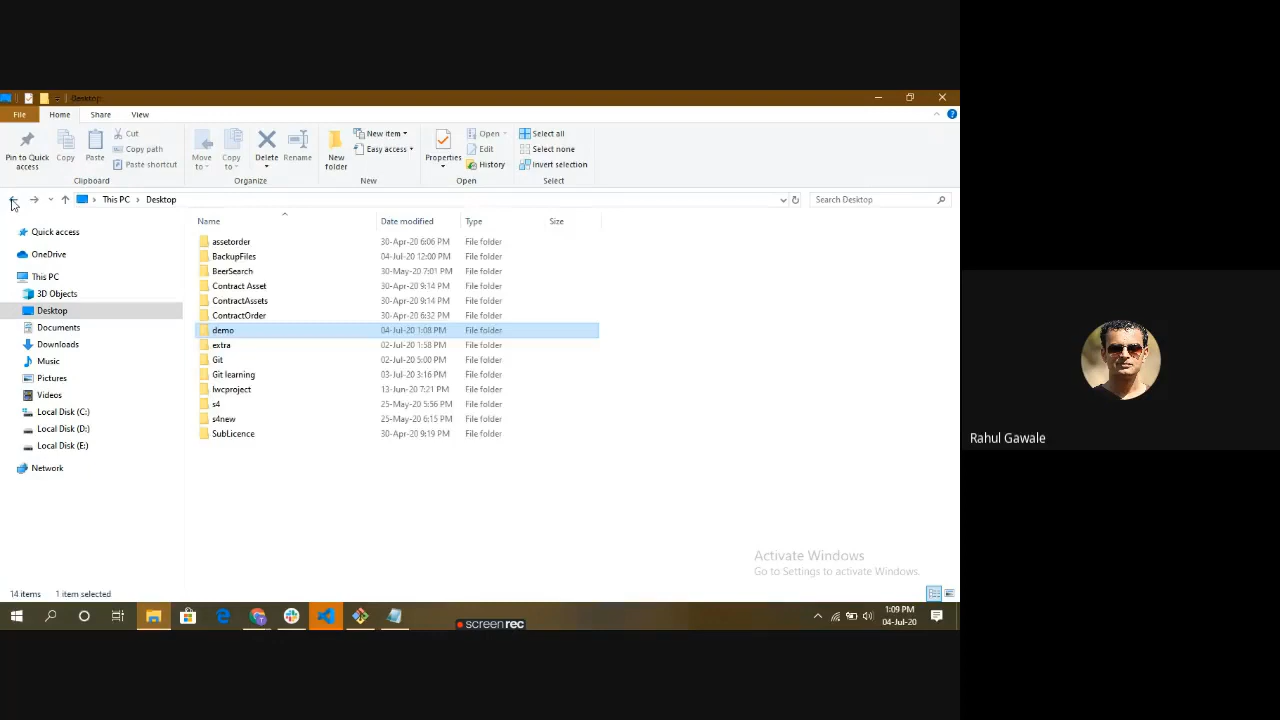 Desktop
File Home Share View
Pin to Quick access
Copy
Paste
Cut
Copy path
Paste shortcut
Clipboard
Move to
Copy to
Delete
Rename
Organize
New folder
New item
Easy access
New
Properties
Open
Edit
History
Open
Select all
Select none
Invert selection
Select
This PC Desktop
Search Desktop
Quick access
OneDrive
This PC
3D Objects
Desktop
Documents
Downloads
Music
Pictures
Videos
Local Disk (C:)
Local Disk (D:)
Local Disk (E:)
Network
Name Date modified Type Size
assetorder 30-Apr-20 6:06 PM File folder
BackupFiles 04-Jul-20 12:00 PM File folder
BeerSearch 30-May-20 7:01 PM File folder
Contract Asset 30-Apr-20 9:14 PM File folder
ContractAssets 30-Apr-20 9:14 PM File folder
ContractOrder 30-Apr-20 6:32 PM File folder
demo 04-Jul-20 1:08 PM File folder
extra 02-Jul-20 1:58 PM File folder
Git 02-Jul-20 5:00 PM File folder
Git learning 03-Jul-20 3:16 PM File folder
lwcproject 13-Jun-20 7:21 PM File folder
s4 25-May-20 5:56 PM File folder
s4new 25-May-20 6:15 PM File folder
SubLicence 30-Apr-20 9:19 PM File folder
Activate Windows
Go to Settings to activate Windows.
14 items 1 item selected
1:09 PM
04-Jul-20
screenrec
Rahul Gawale